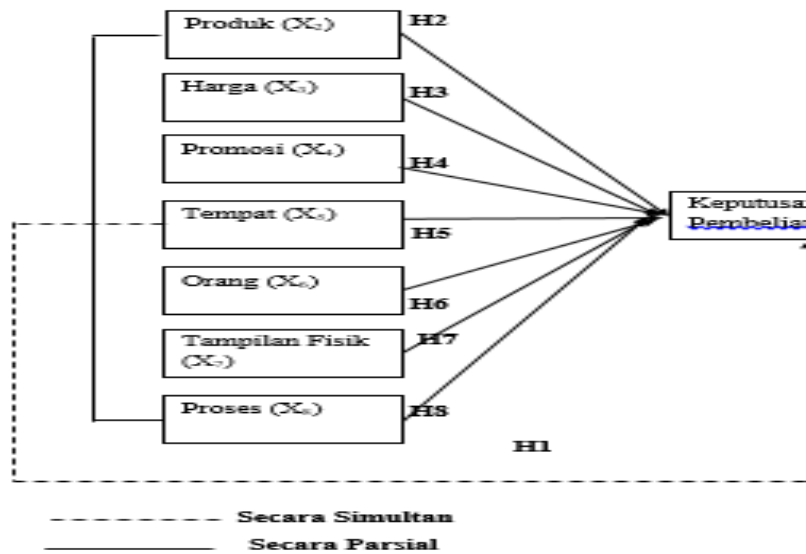 Produk (X₂)
H2
Harga (X₃)
H3
Promosi (X₄)
H4
Tempat (X₅)
H5
Keputusan
Pembelian
Orang (X₆)
H6
Tampilan Fisik
(X₇)
H7
Proses (X₈)
H8
H1
Secara Simultan
Secara Parsial